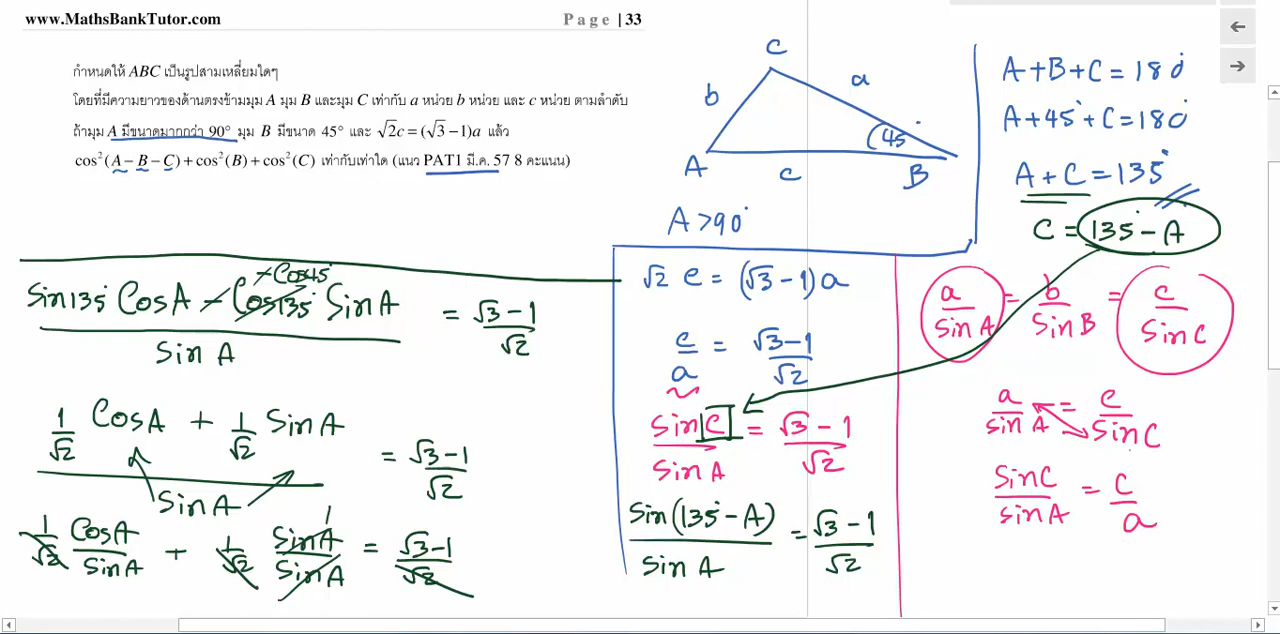 www.MathsBankTutor.com
Page | 33
กำหนดให้ ABC เป็นรูปสามเหลี่ยมใดๆ
โดยที่มีความยาวของด้านตรงข้ามมุม A มุม B และมุม C เท่ากับ a หน่วย b หน่วย และ c หน่วย ตามลำดับ
ถ้ามุม A มีขนาดมากกว่า 90° มุม B มีขนาด 45° และ √2c = (√3 − 1)a แล้ว
cos²(A − B − C) + cos²(B) + cos²(C) เท่ากับเท่าใด (แนว PAT1 มี.ค. 57 8 คะแนน)
C
b
a
45°
A
c
B
A > 90°
A + B + C = 180°
A + 45° + C = 180°
A + C = 135°
C = 135° − A
√2 c = (√3 − 1) a
c/a = (√3 − 1)/√2
sin C / sin A = (√3 − 1)/√2
sin(135° − A) / sin A = (√3 − 1)/√2
a/sin A = b/sin B = c/sin C
a/sin A = c/sin C
sin C / sin A = c/a
− cos 45°
(sin 135° cos A − cos 135° sin A) / sin A = (√3 − 1)/√2
(1/√2 cos A + 1/√2 sin A) / sin A = (√3 − 1)/√2
1
1/√2 cos A/sin A + 1/√2 sin A/sin A = (√3 − 1)/√2